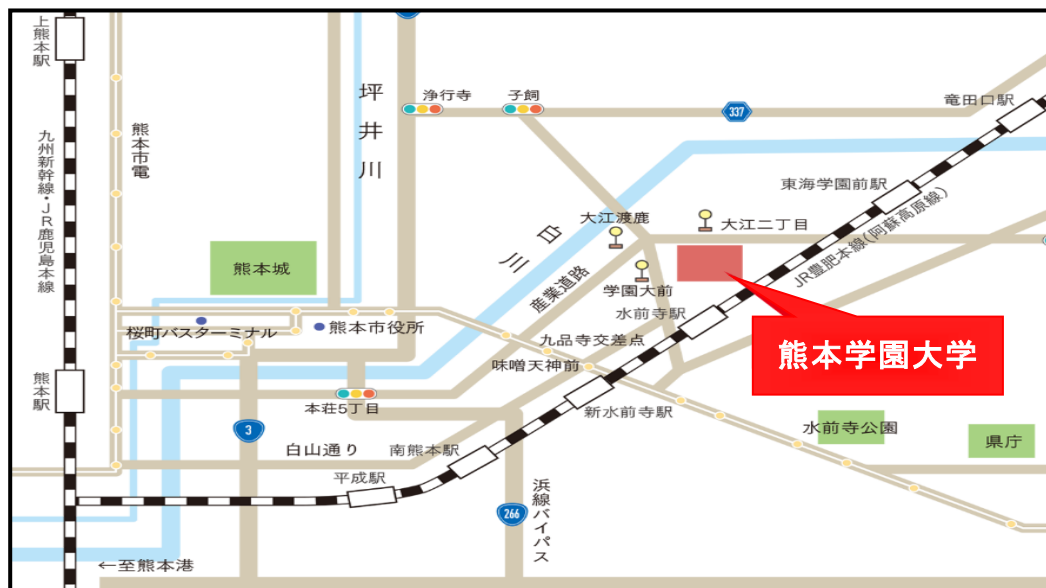 上熊本駅
九州新幹線・JR鹿児島本線
熊本市電
坪井川
浄行寺
子飼
337
竜田口駅
東海学園前駅
JR豊肥本線(阿蘇高原線)
大江渡鹿
大江二丁目
白川
熊本城
産業道路
学園大前
水前寺駅
桜町バスターミナル
熊本市役所
九品寺交差点
味噌天神前
熊本学園大学
熊本駅
本荘5丁目
新水前寺駅
水前寺公園
県庁
3
白山通り
南熊本駅
平成駅
266
浜線バイパス
←至熊本港